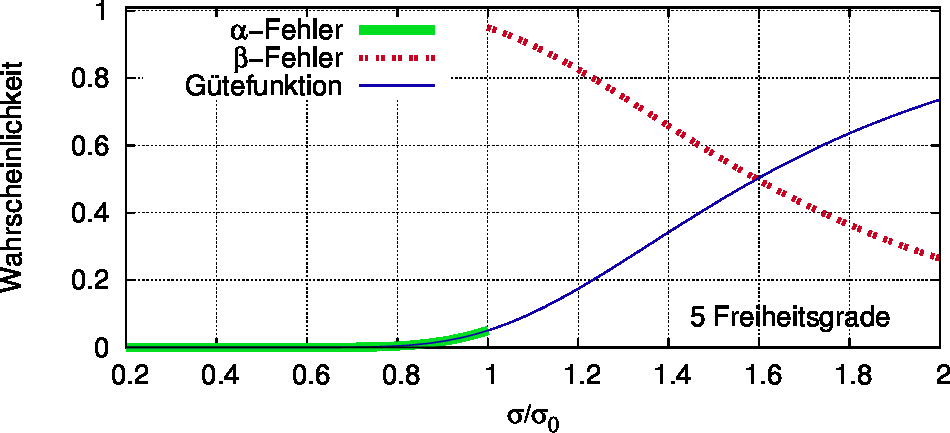 Wahrscheinlichkeit
1
0.8
0.6
0.4
0.2
0
α-Fehler
β-Fehler
Gütefunktion
5 Freiheitsgrade
0.2 0.4 0.6 0.8 1 1.2 1.4 1.6 1.8 2
σ/σ₀